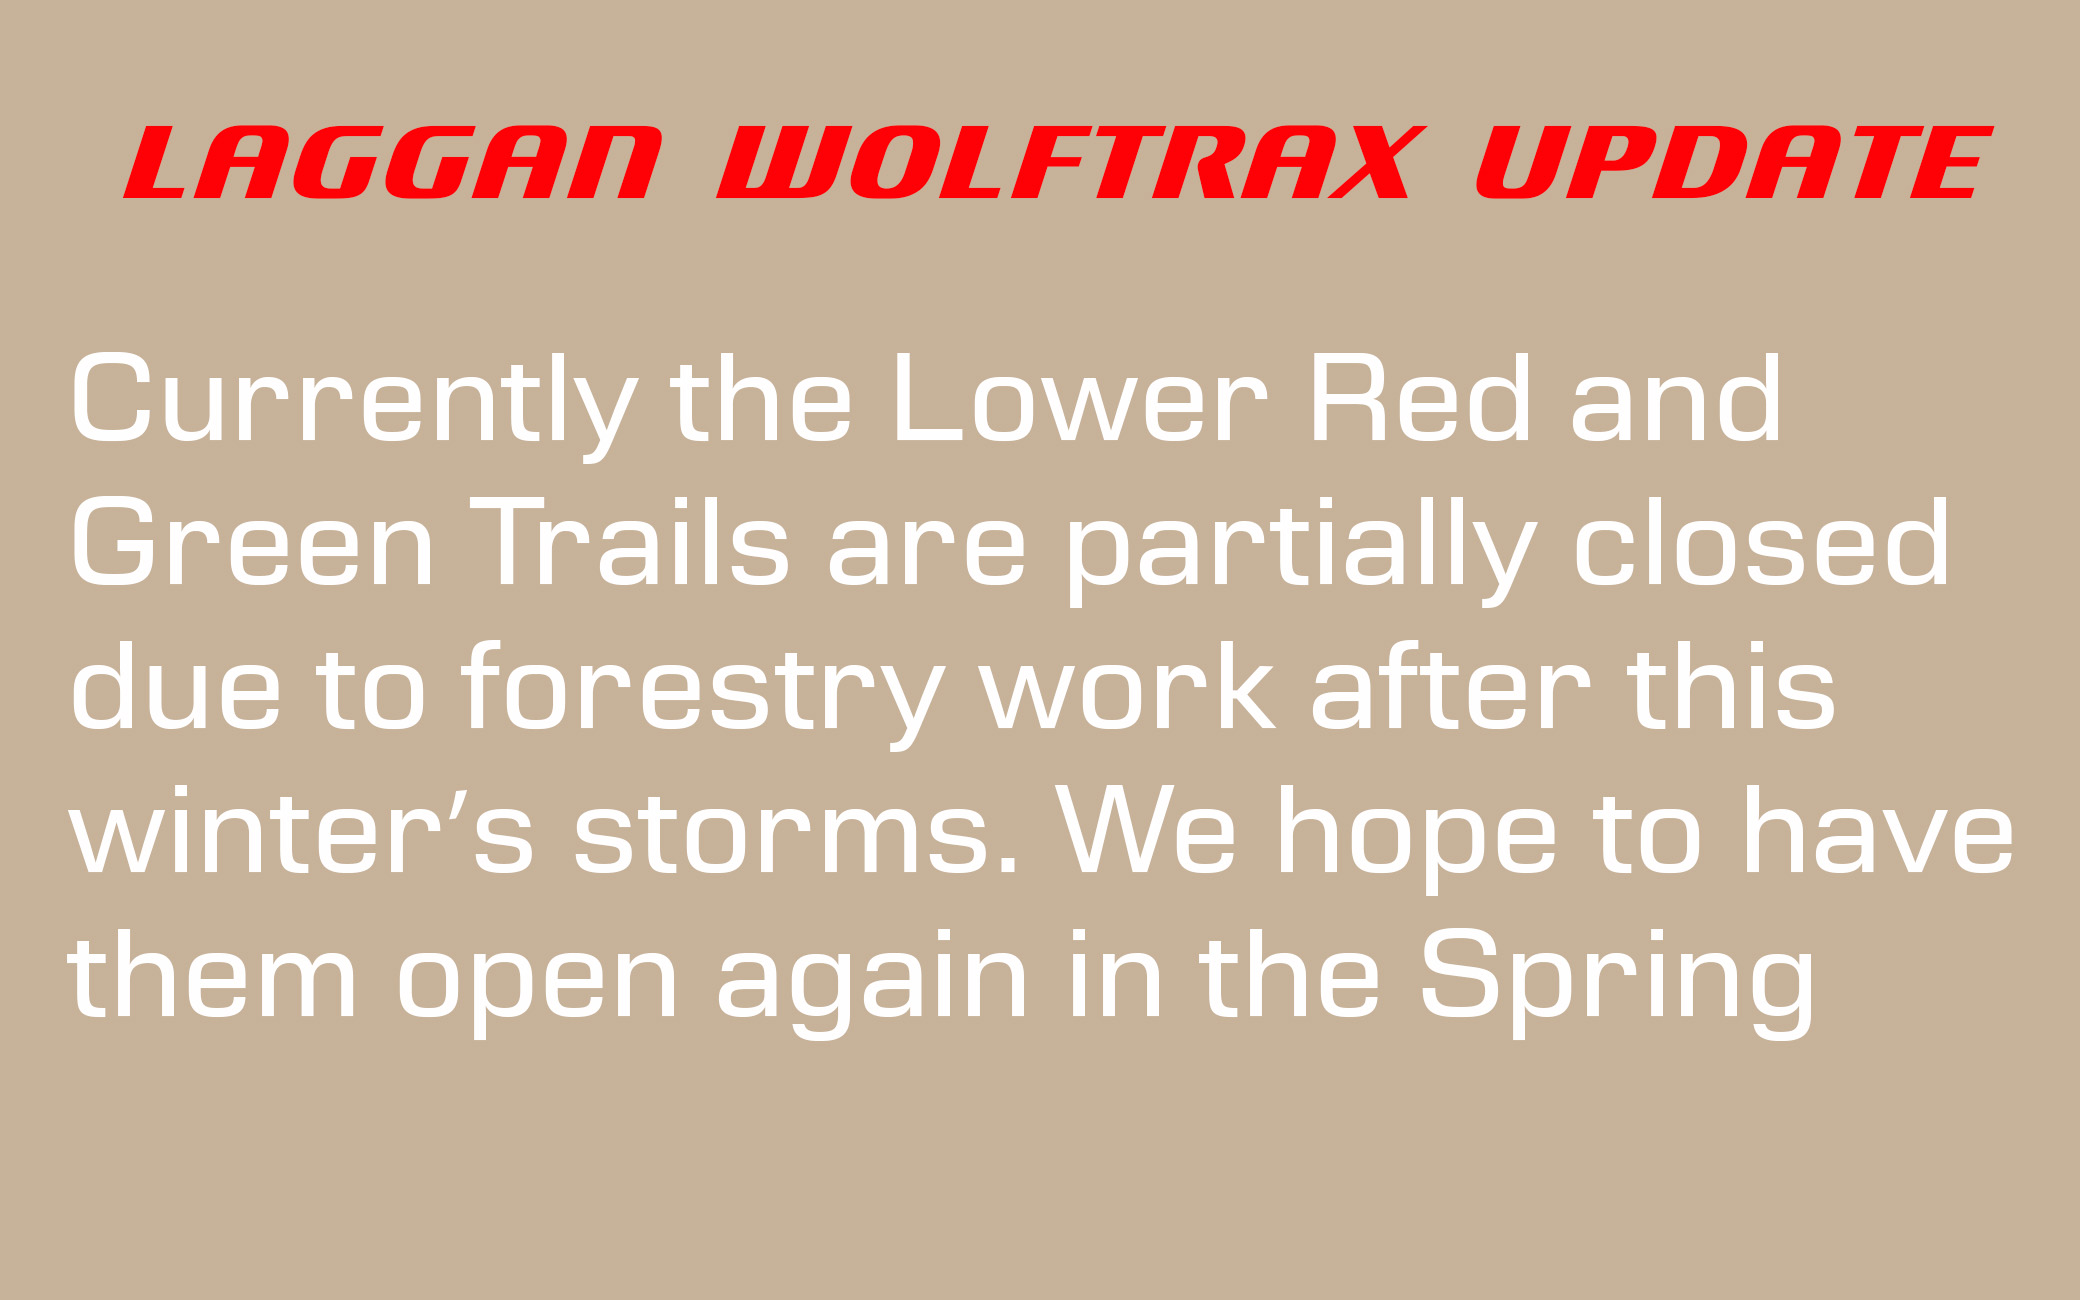 LAGGAN WOLFTRAX UPDATE
Currently the Lower Red and
Green Trails are partially closed
due to forestry work after this
winter's storms. We hope to have
them open again in the Spring